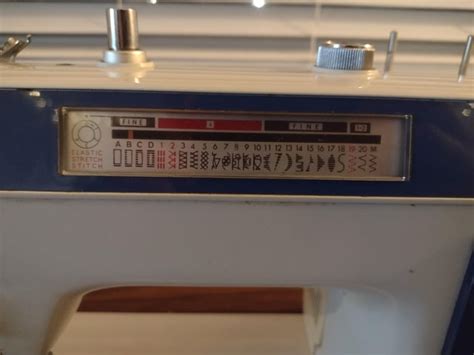 FINE 4 FINE
A B C D 1 2 3 4 5 6 7 8 9 10 11 12 13 14 15 16 17 18 19 20 M
ELASTIC
STRETCH
STITCH